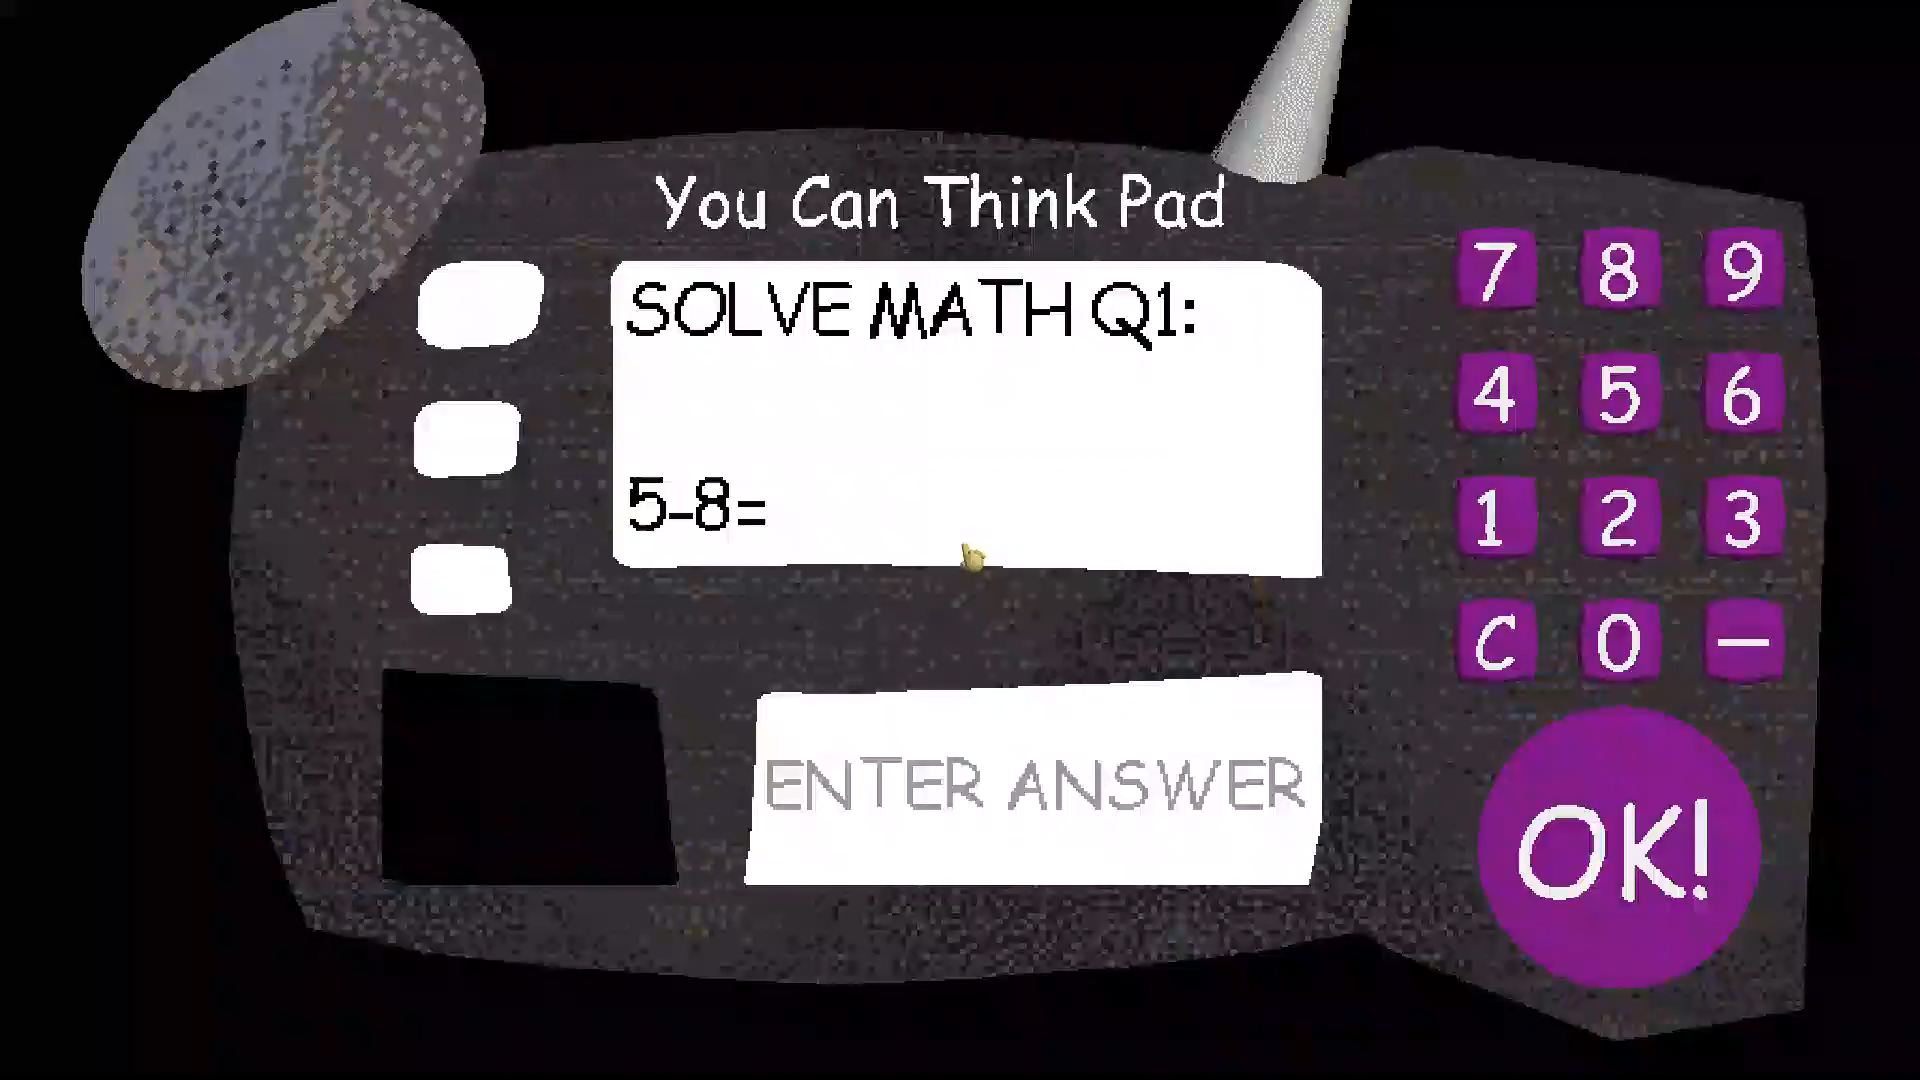 You Can Think Pad
SOLVE MATH Q1:
5-8=
ENTER ANSWER
7 8 9
4 5 6
1 2 3
C 0 —
OK!